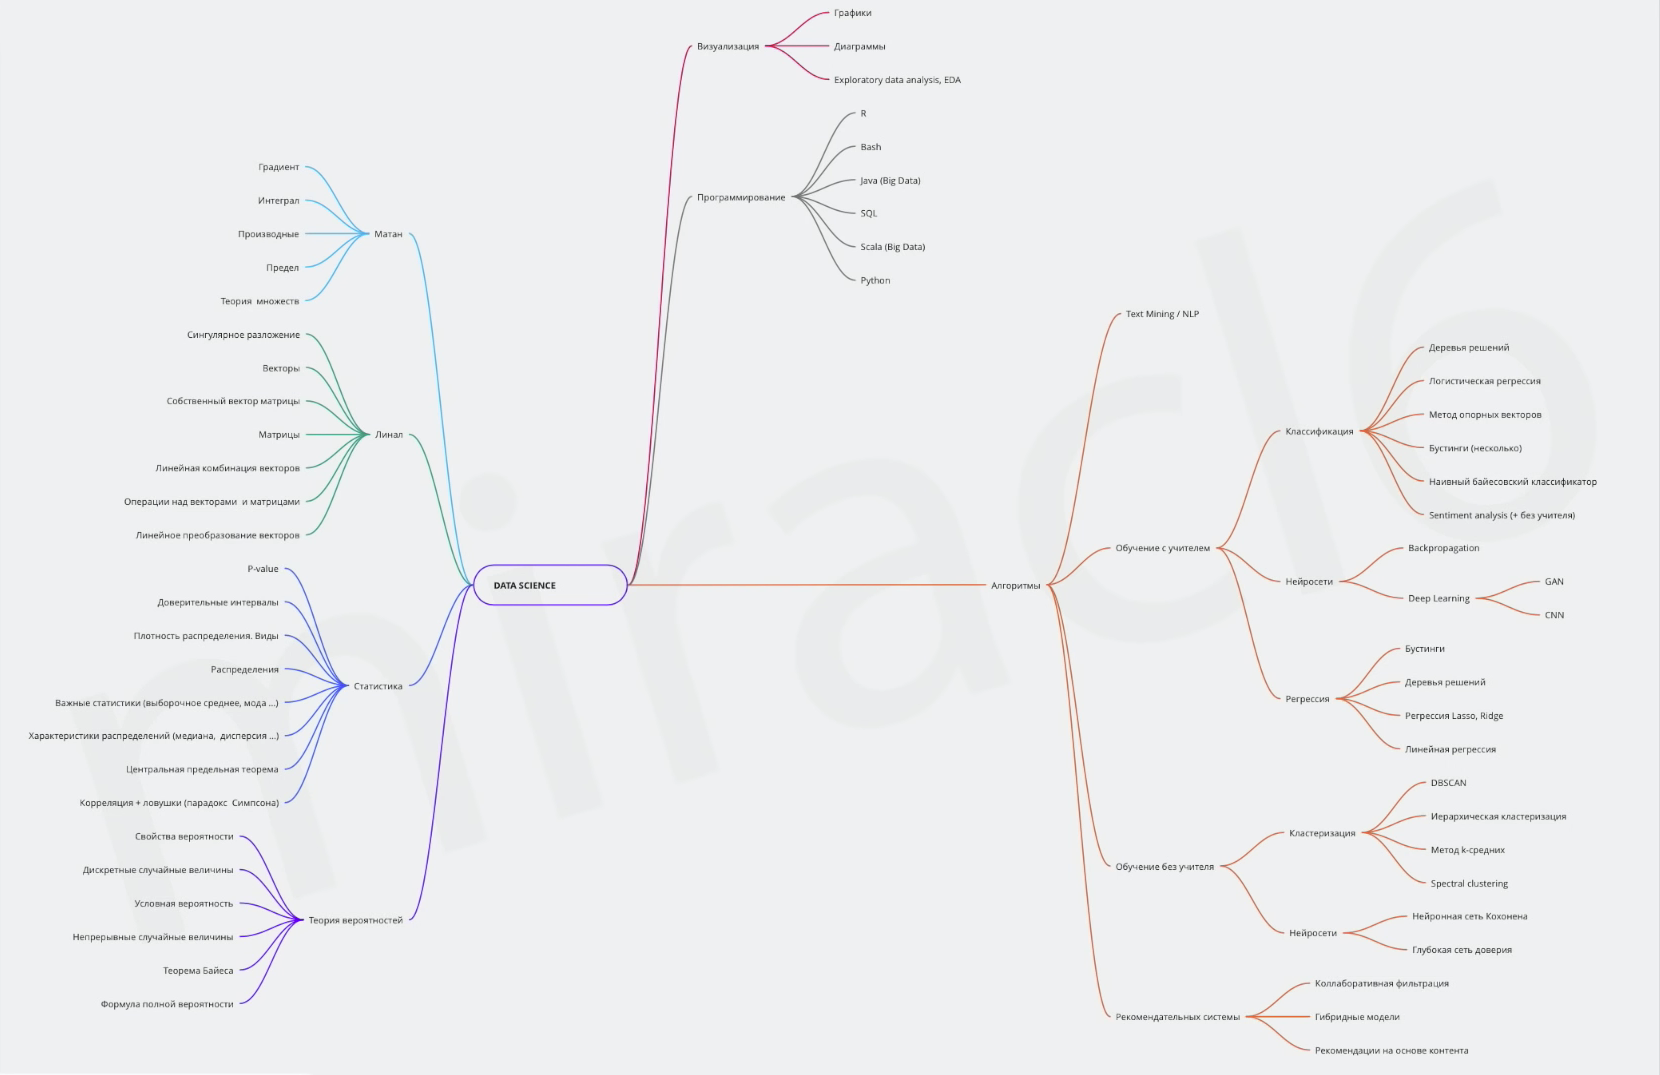 DATA SCIENCE
Визуализация
Графики
Диаграммы
Exploratory data analysis, EDA
Программирование
R
Bash
Java (Big Data)
SQL
Scala (Big Data)
Python
Матан
Градиент
Интеграл
Производные
Предел
Теория множеств
Линал
Сингулярное разложение
Векторы
Собственный вектор матрицы
Матрицы
Линейная комбинация векторов
Операции над векторами и матрицами
Линейное преобразование векторов
Статистика
P-value
Доверительные интервалы
Плотность распределения. Виды
Распределения
Важные статистики (выборочное среднее, мода ...)
Характеристики распределений (медиана, дисперсия ...)
Центральная предельная теорема
Корреляция + ловушки (парадокс Симпсона)
Теория вероятностей
Свойства вероятности
Дискретные случайные величины
Условная вероятность
Непрерывные случайные величины
Теорема Байеса
Формула полной вероятности
Алгоритмы
Text Mining / NLP
Обучение с учителем
Классификация
Деревья решений
Логистическая регрессия
Метод опорных векторов
Бустинги (несколько)
Наивный байесовский классификатор
Sentiment analysis (+ без учителя)
Нейросети
Backpropagation
Deep Learning
GAN
CNN
Регрессия
Бустинги
Деревья решений
Регрессия Lasso, Ridge
Линейная регрессия
Обучение без учителя
Кластеризация
DBSCAN
Иерархическая кластеризация
Метод k-средних
Spectral clustering
Нейросети
Нейронная сеть Кохонена
Глубокая сеть доверия
Рекомендательных системы
Коллаборативная фильтрация
Гибридные модели
Рекомендации на основе контента
miracl6